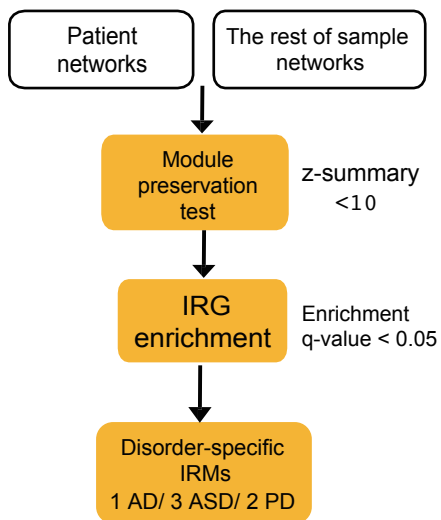 Patient
networks
The rest of sample
networks
Module
preservation
test
z-summary
<10
IRG
enrichment
Enrichment
q-value < 0.05
Disorder-specific
IRMs
1 AD/ 3 ASD/ 2 PD